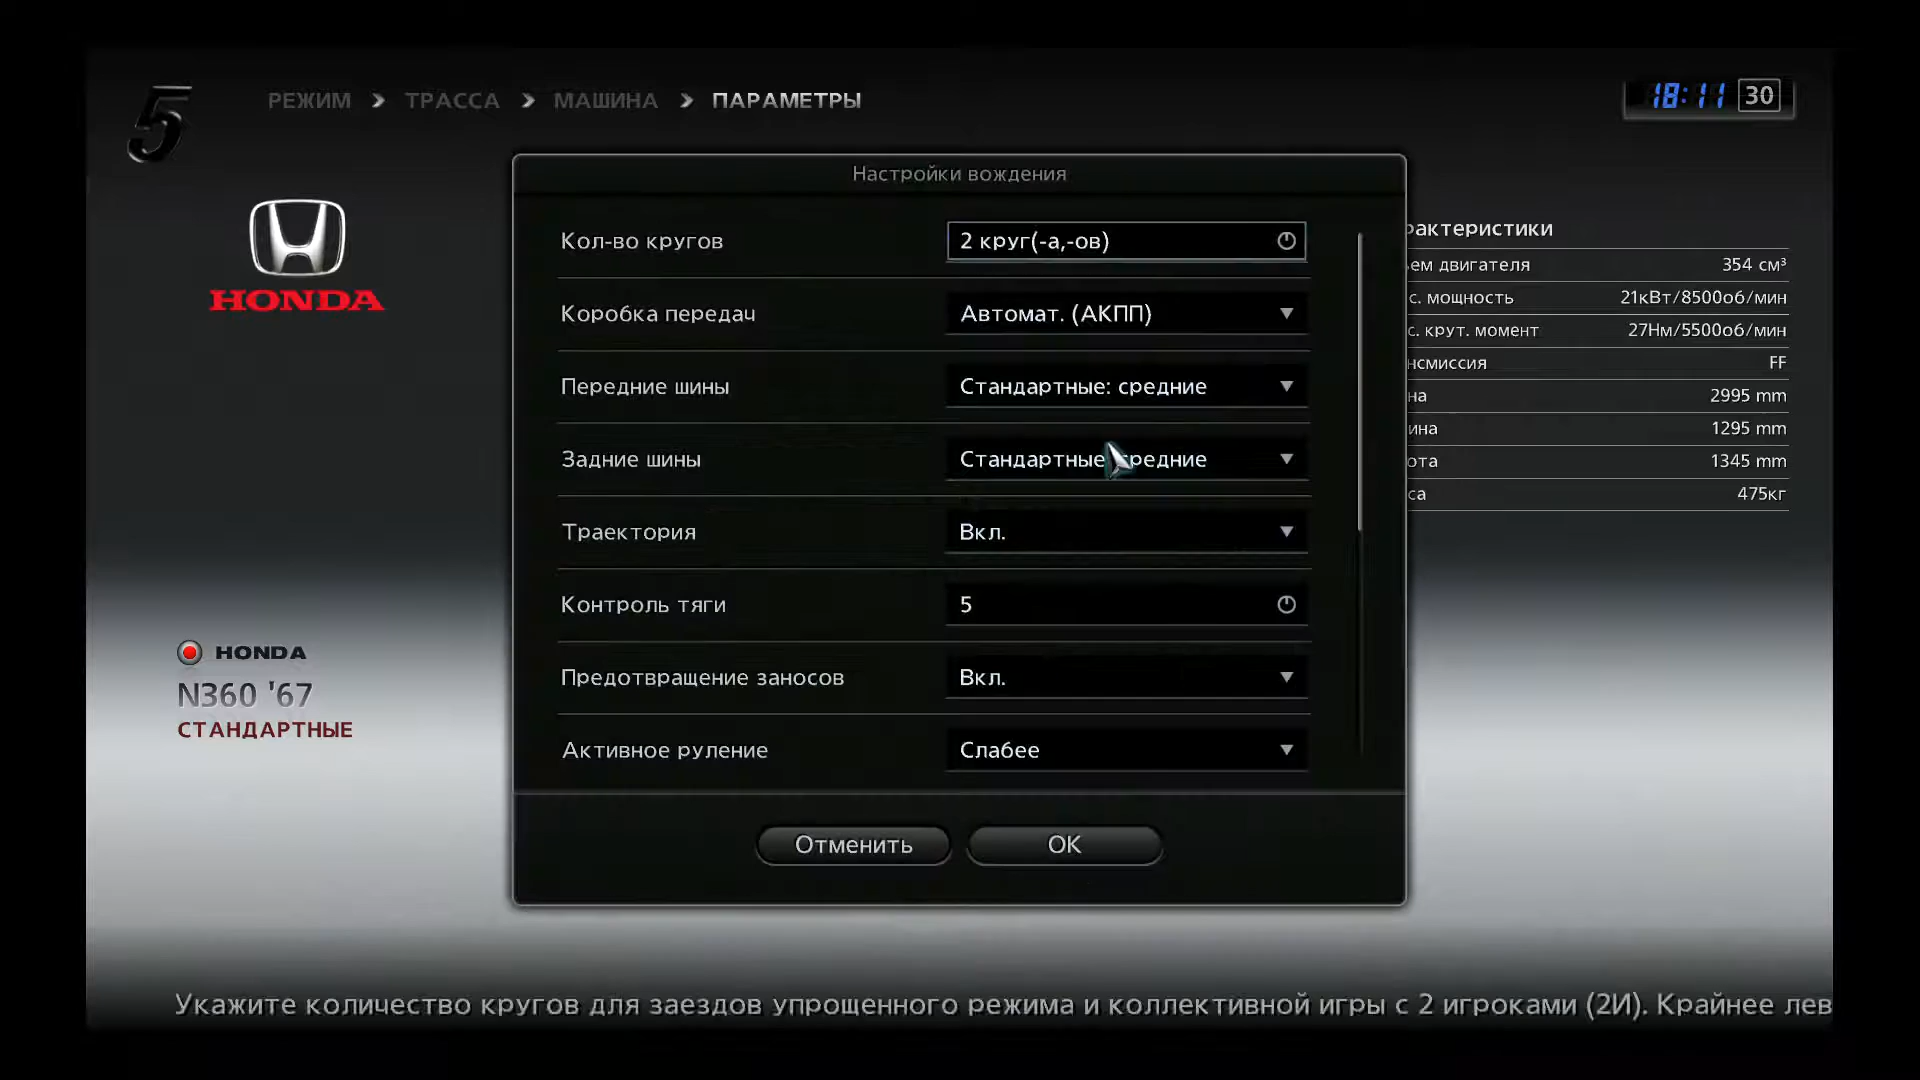 5
РЕЖИМ > ТРАССА > МАШИНА > ПАРАМЕТРЫ
18:11 30
HONDA
Настройки вождения
Кол-во кругов 2 круг(-а,-ов)
Коробка передач Автомат. (АКПП)
Передние шины Стандартные: средние
Задние шины Стандартные средние
Траектория Вкл.
Контроль тяги 5
Предотвращение заносов Вкл.
Активное руление Слабее
Отменить OK
рактеристики
ем двигателя 354 см³
с. мощность 21кВт/8500об/мин
с. крут. момент 27Нм/5500об/мин
нсмиссия FF
на 2995 mm
ина 1295 mm
ота 1345 mm
са 475кг
HONDA
N360 '67
СТАНДАРТНЫЕ
Укажите количество кругов для заездов упрощенного режима и коллективной игры с 2 игроками (2И). Крайнее лев